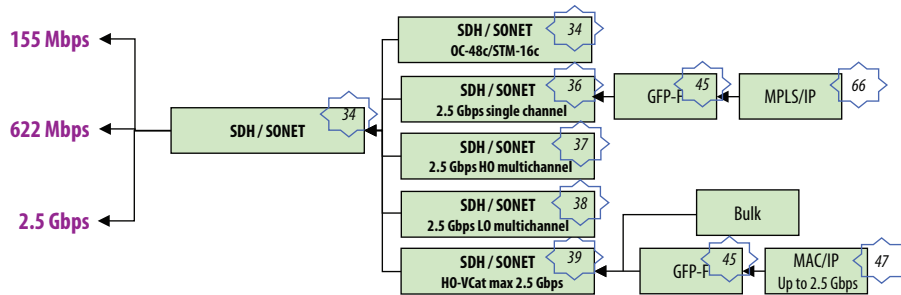 155 Mbps
622 Mbps
2.5 Gbps
SDH / SONET
34
SDH / SONET
OC-48c/STM-16c
34
SDH / SONET
2.5 Gbps single channel
36
GFP-F
45
MPLS/IP
66
SDH / SONET
2.5 Gbps HO multichannel
37
SDH / SONET
2.5 Gbps LO multichannel
38
Bulk
SDH / SONET
HO-VCat max 2.5 Gbps
39
GFP-F
45
MAC/IP
Up to 2.5 Gbps
47